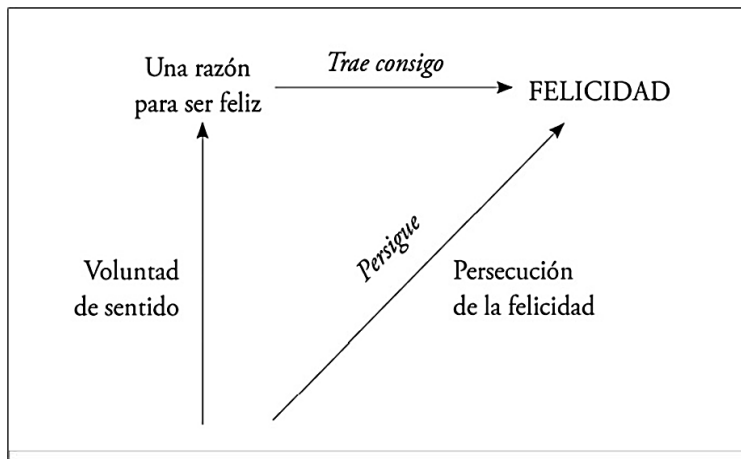 Una razón
para ser feliz
Trae consigo
FELICIDAD
Voluntad
de sentido
Persigue
Persecución
de la felicidad